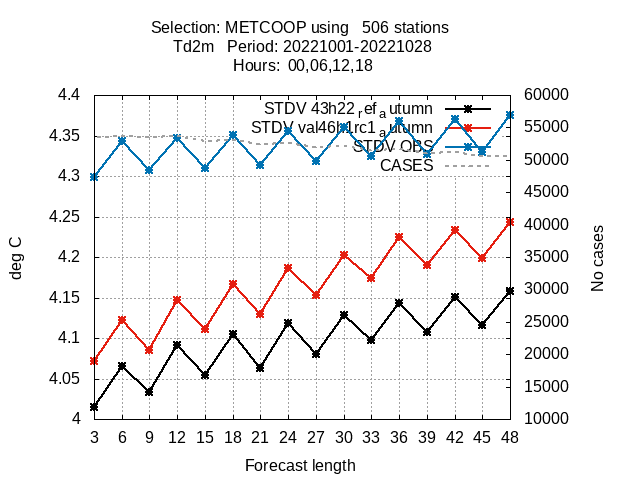 Selection: METCOOP using   506 stations
Td2m   Period: 20221001-20221028
Hours:  00,06,12,18
STDV 43h22refautumn
STDV val46h1rc1autumn
STDV OBS
CASES
4.4
4.35
4.3
4.25
4.2
4.15
4.1
4.05
4
60000
55000
50000
45000
40000
35000
30000
25000
20000
15000
10000
deg C
No cases
3 6 9 12 15 18 21 24 27 30 33 36 39 42 45 48
Forecast length